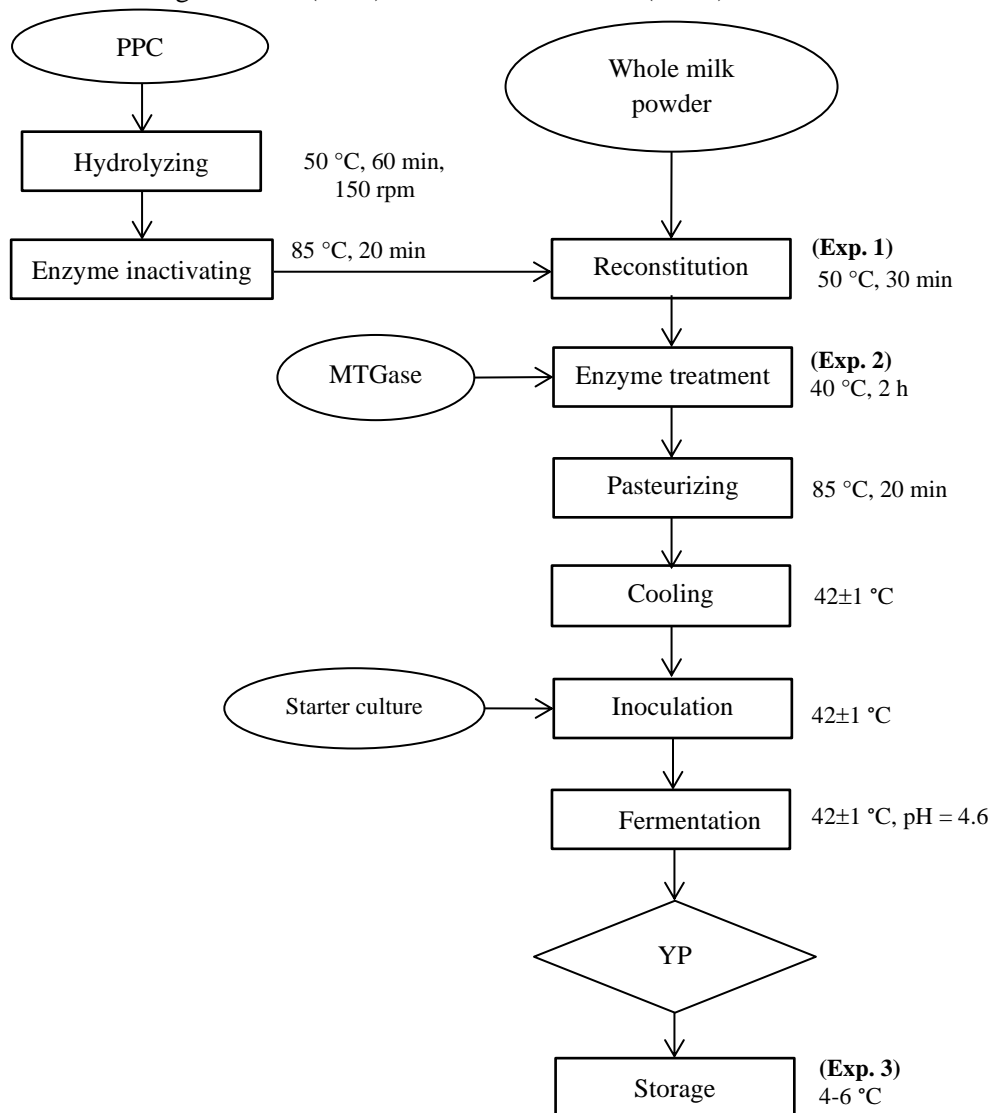 PPC
Whole milk
powder
Hydrolyzing
50 °C, 60 min,
150 rpm
Enzyme inactivating
85 °C, 20 min
Reconstitution
(Exp. 1)
50 °C, 30 min
MTGase
Enzyme treatment
(Exp. 2)
40 °C, 2 h
Pasteurizing
85 °C, 20 min
Cooling
42±1 °C
Starter culture
Inoculation
42±1 °C
Fermentation
42±1 °C, pH = 4.6
YP
Storage
(Exp. 3)
4-6 °C